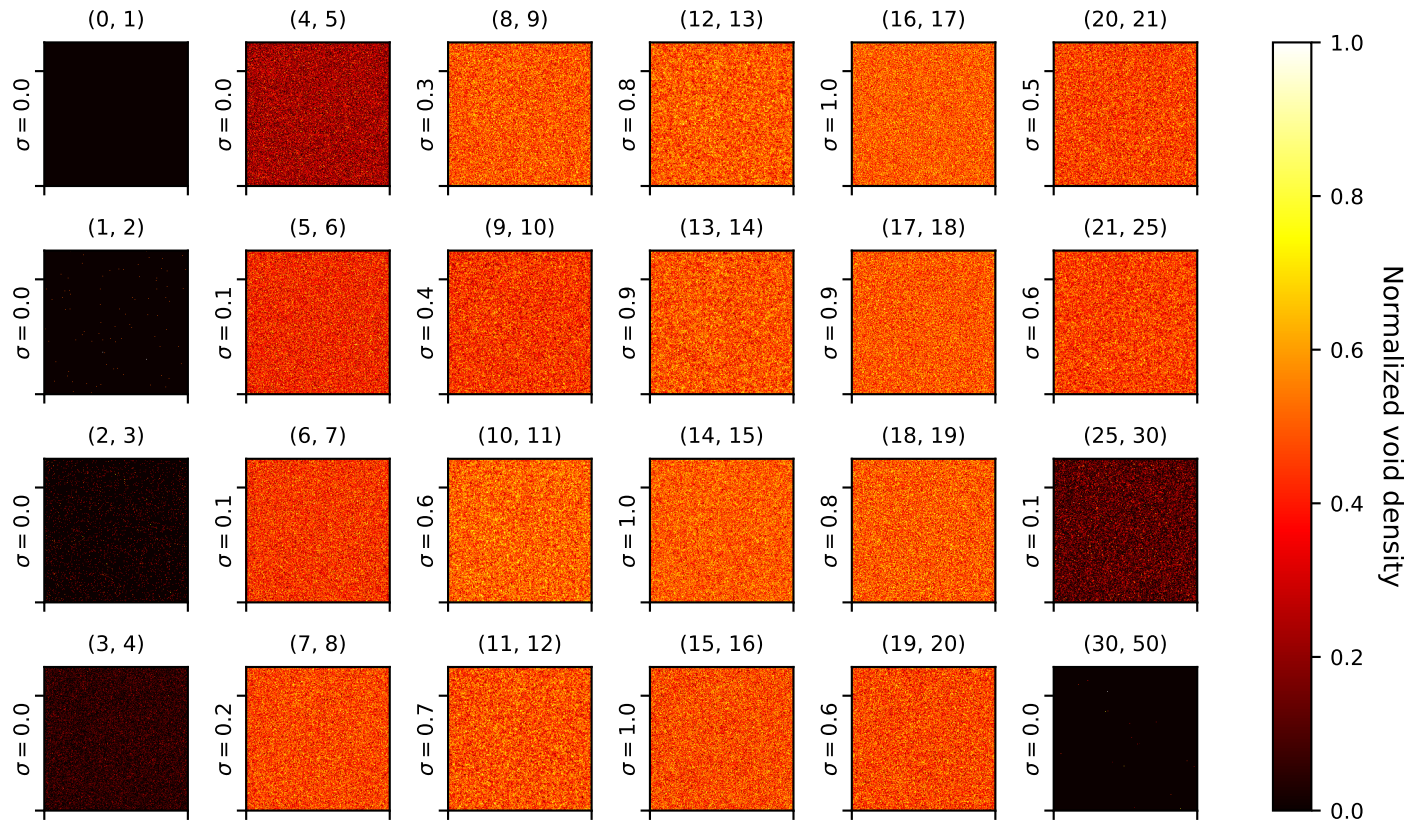 (0, 1) (4, 5) (8, 9) (12, 13) (16, 17) (20, 21)
σ = 0.0 σ = 0.0 σ = 0.3 σ = 0.8 σ = 1.0 σ = 0.5
(1, 2) (5, 6) (9, 10) (13, 14) (17, 18) (21, 25)
σ = 0.0 σ = 0.1 σ = 0.4 σ = 0.9 σ = 0.9 σ = 0.6
(2, 3) (6, 7) (10, 11) (14, 15) (18, 19) (25, 30)
σ = 0.0 σ = 0.1 σ = 0.6 σ = 1.0 σ = 0.8 σ = 0.1
(3, 4) (7, 8) (11, 12) (15, 16) (19, 20) (30, 50)
σ = 0.0 σ = 0.2 σ = 0.7 σ = 1.0 σ = 0.6 σ = 0.0
1.0
0.8
0.6
0.4
0.2
0.0
Normalized void density